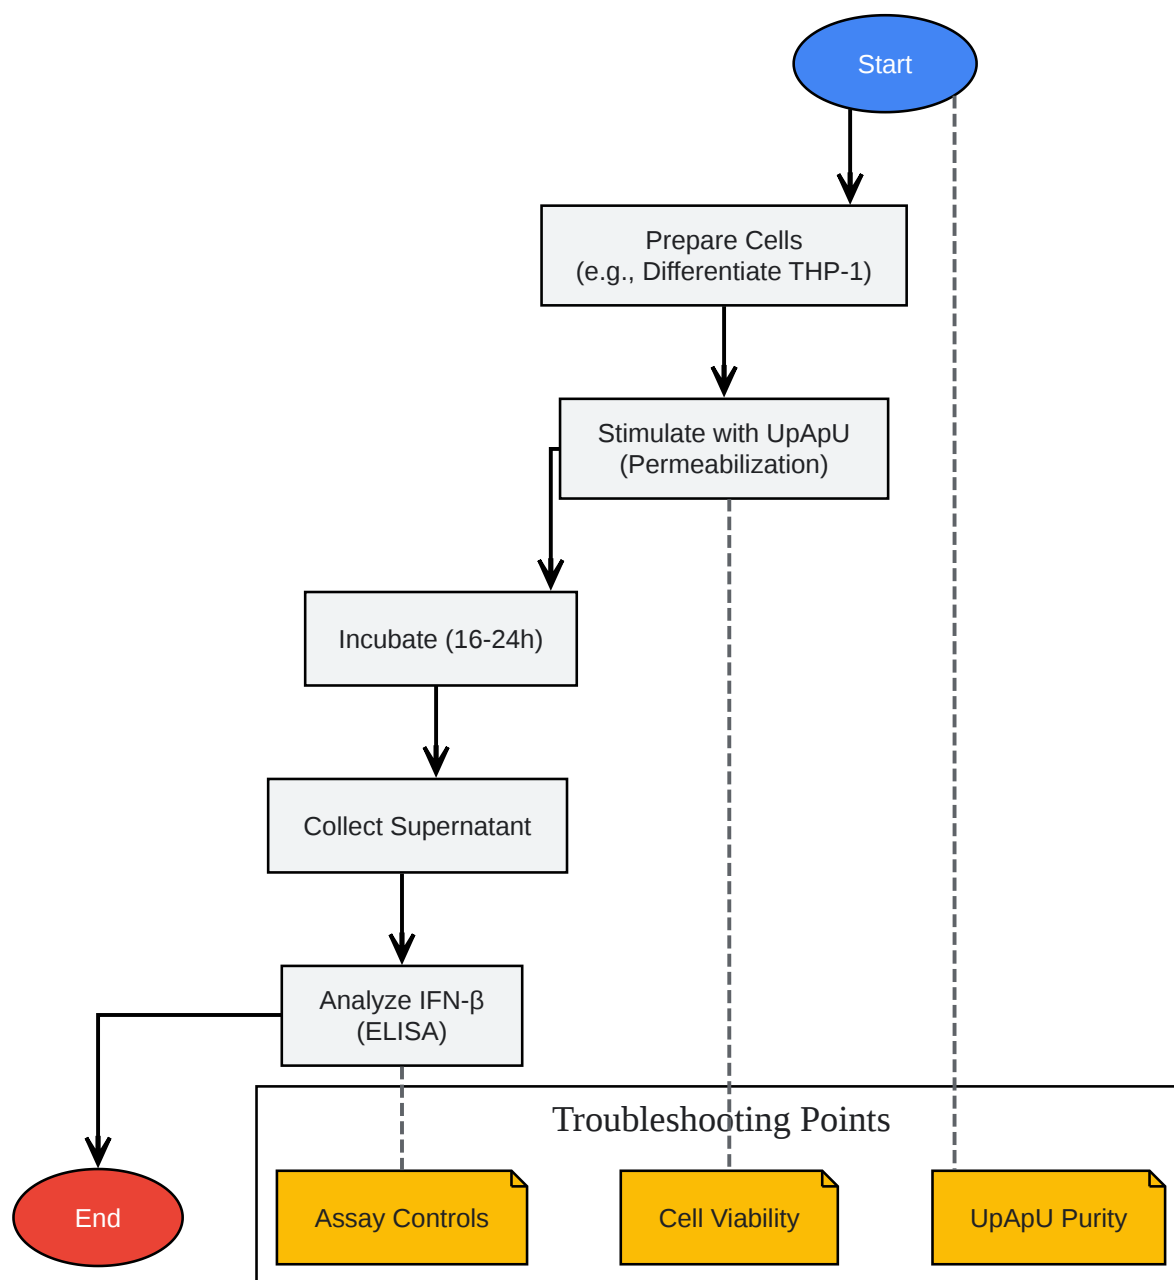 Start
Prepare Cells
(e.g., Differentiate THP-1)
Stimulate with UpApU
(Permeabilization)
Incubate (16-24h)
Collect Supernatant
Analyze IFN-β
(ELISA)
Troubleshooting Points
End
Assay Controls
Cell Viability
UpApU Purity